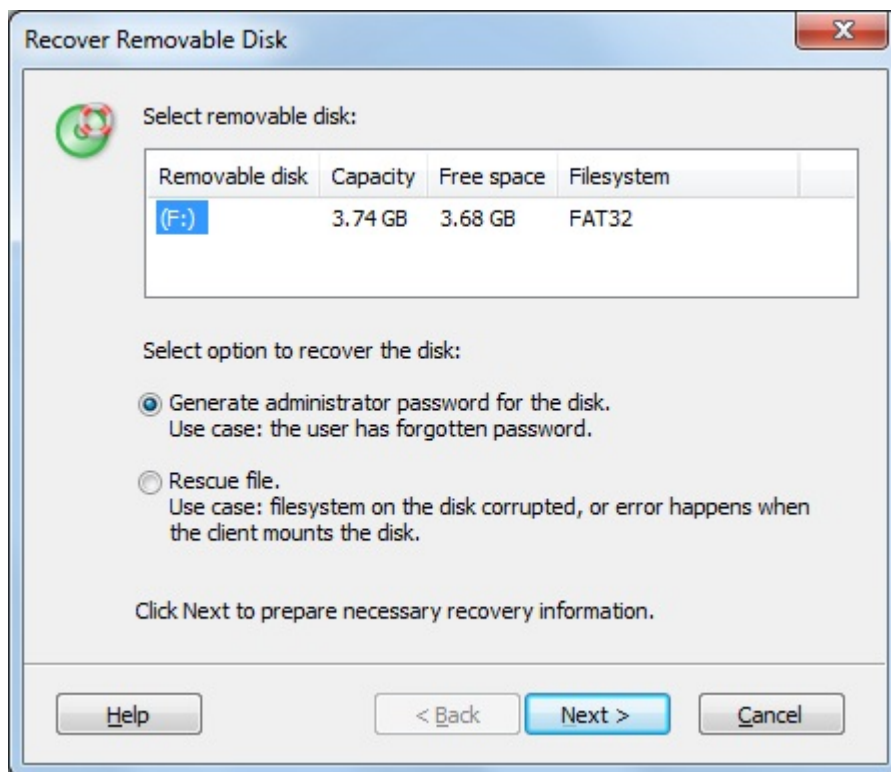 Recover Removable Disk
Select removable disk:
Removable disk Capacity Free space Filesystem
(F:) 3.74 GB 3.68 GB FAT32
Select option to recover the disk:
Generate administrator password for the disk.
Use case: the user has forgotten password.
Rescue file.
Use case: filesystem on the disk corrupted, or error happens when
the client mounts the disk.
Click Next to prepare necessary recovery information.
Help < Back Next > Cancel